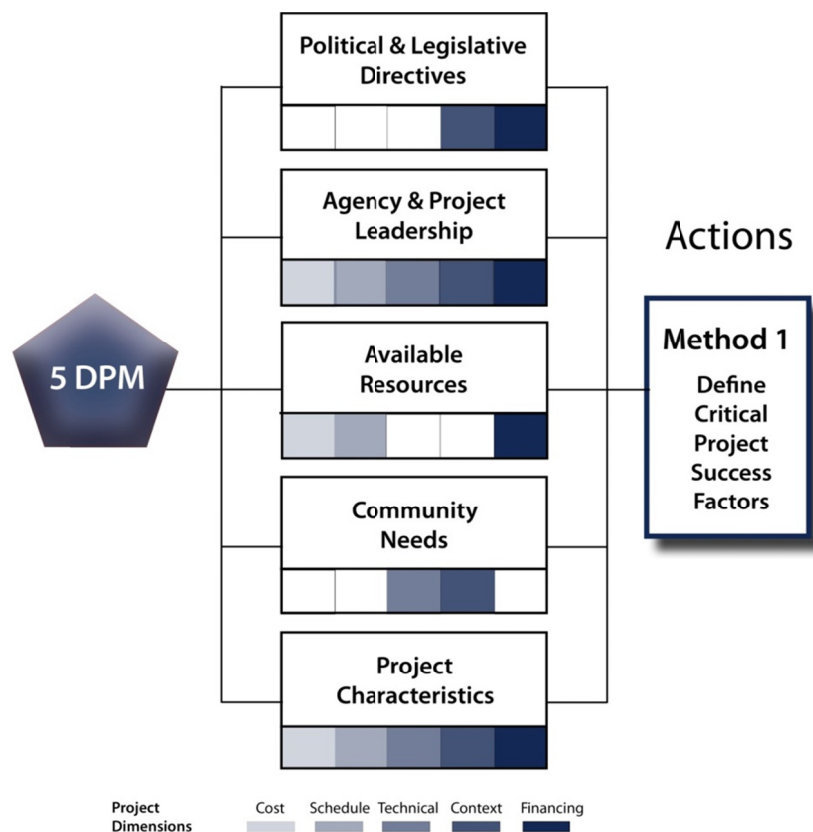 Political & Legislative
Directives
Agency & Project
Leadership
Actions
5 DPM
Available
Resources
Method 1
Define
Critical
Project
Success
Factors
Community
Needs
Project
Characteristics
Project
Dimensions
Cost
Schedule
Technical
Context
Financing